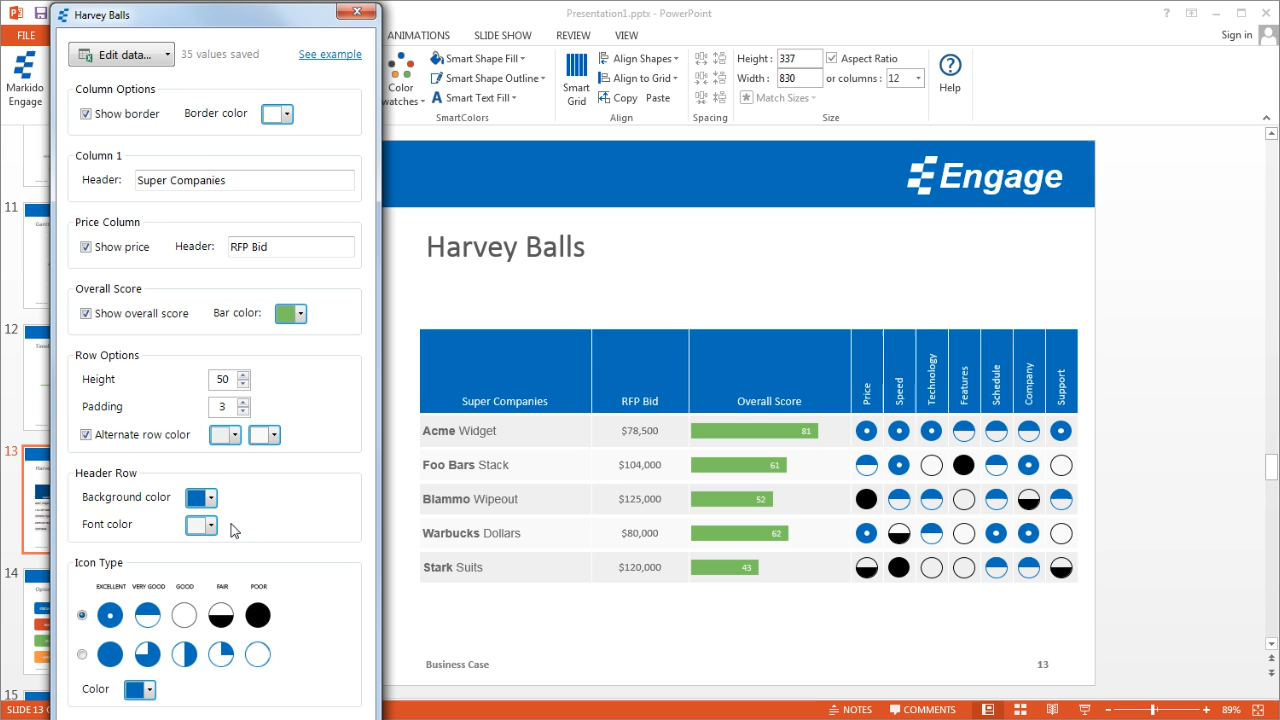 Harvey Balls
Presentation1.pptx - PowerPoint
FILE
ANIMATIONS
SLIDE SHOW
REVIEW
VIEW
Sign in
Edit data...
35 values saved
See example
Markido
Engage
Color
Smart Shape Fill
Smart Shape Outline
Smart Text Fill
SmartColors
Smart
Grid
Align Shapes
Align to Grid
Copy
Paste
Align
Spacing
Height:
337
Width:
830
Aspect Ratio
or columns:
12
Match Sizes
Size
Help
Column Options
Show border
Border color
Column 1
Header:
Super Companies
Price Column
Show price
Header:
RFP Bid
Overall Score
Show overall score
Bar color:
Row Options
Height
50
Padding
3
Alternate row color
Header Row
Background color
Font color
Icon Type
EXCELLENT
VERY GOOD
GOOD
FAIR
POOR
Color
11
12
13
14
15
Engage
Harvey Balls
Super Companies
RFP Bid
Overall Score
Price
Speed
Technology
Features
Schedule
Company
Support
Acme Widget
$78,500
81
Foo Bars Stack
$104,000
61
Blammo Wipeout
$125,000
52
Warbucks Dollars
$80,000
62
Stark Suits
$120,000
43
Business Case
13
SLIDE 13
NOTES
COMMENTS
89%